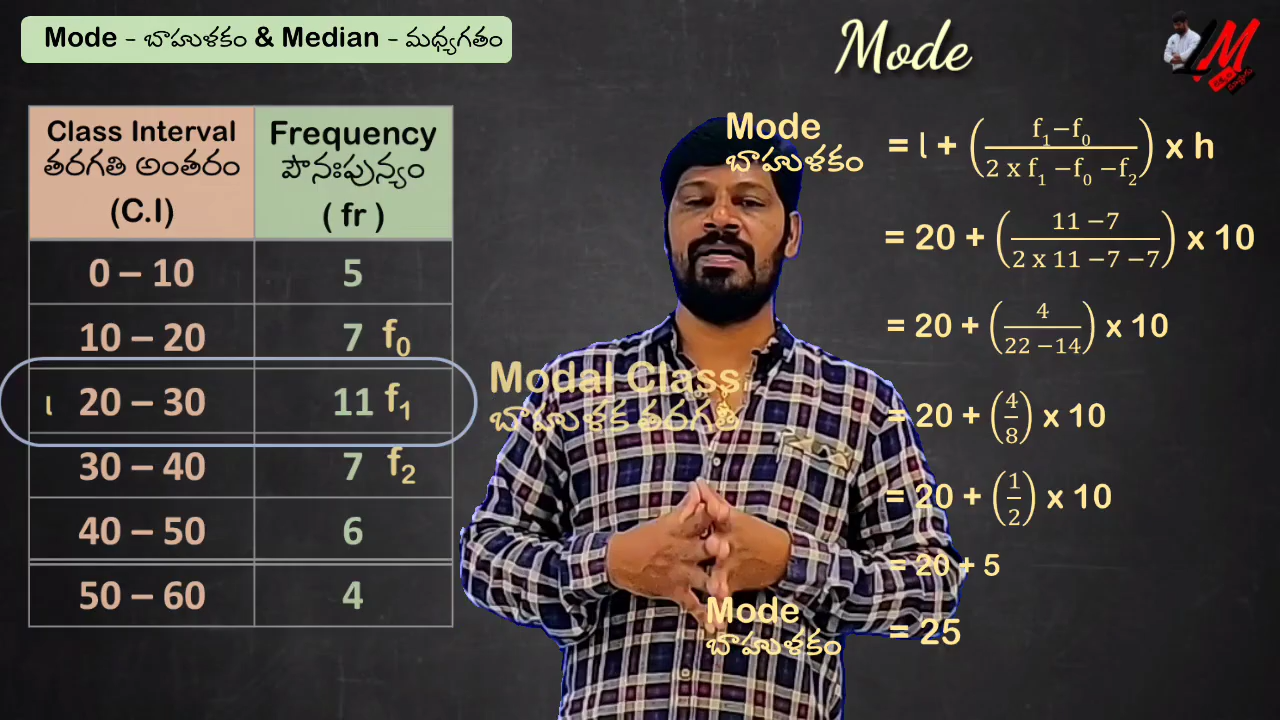 Mode - బాహుళకం & Median - మధ్యగతం
Mode
LM
Class Interval
తరగతి అంతరం
(C.I)
Frequency
పౌనఃపున్యం
( fr )
0 – 10 5
10 – 20 7 f₀
l 20 – 30 11 f₁
30 – 40 7 f₂
40 – 50 6
50 – 60 4
Modal Class
బాహుళక తరగతి
Mode
బాహుళకం
= l + (f₁−f₀ / 2 x f₁ −f₀ −f₂) x h
= 20 + (11 −7 / 2 x 11 −7 −7) x 10
= 20 + (4 / 22 −14) x 10
= 20 + (4/8) x 10
= 20 + (1/2) x 10
= 20 + 5
Mode
బాహుళకం
= 25